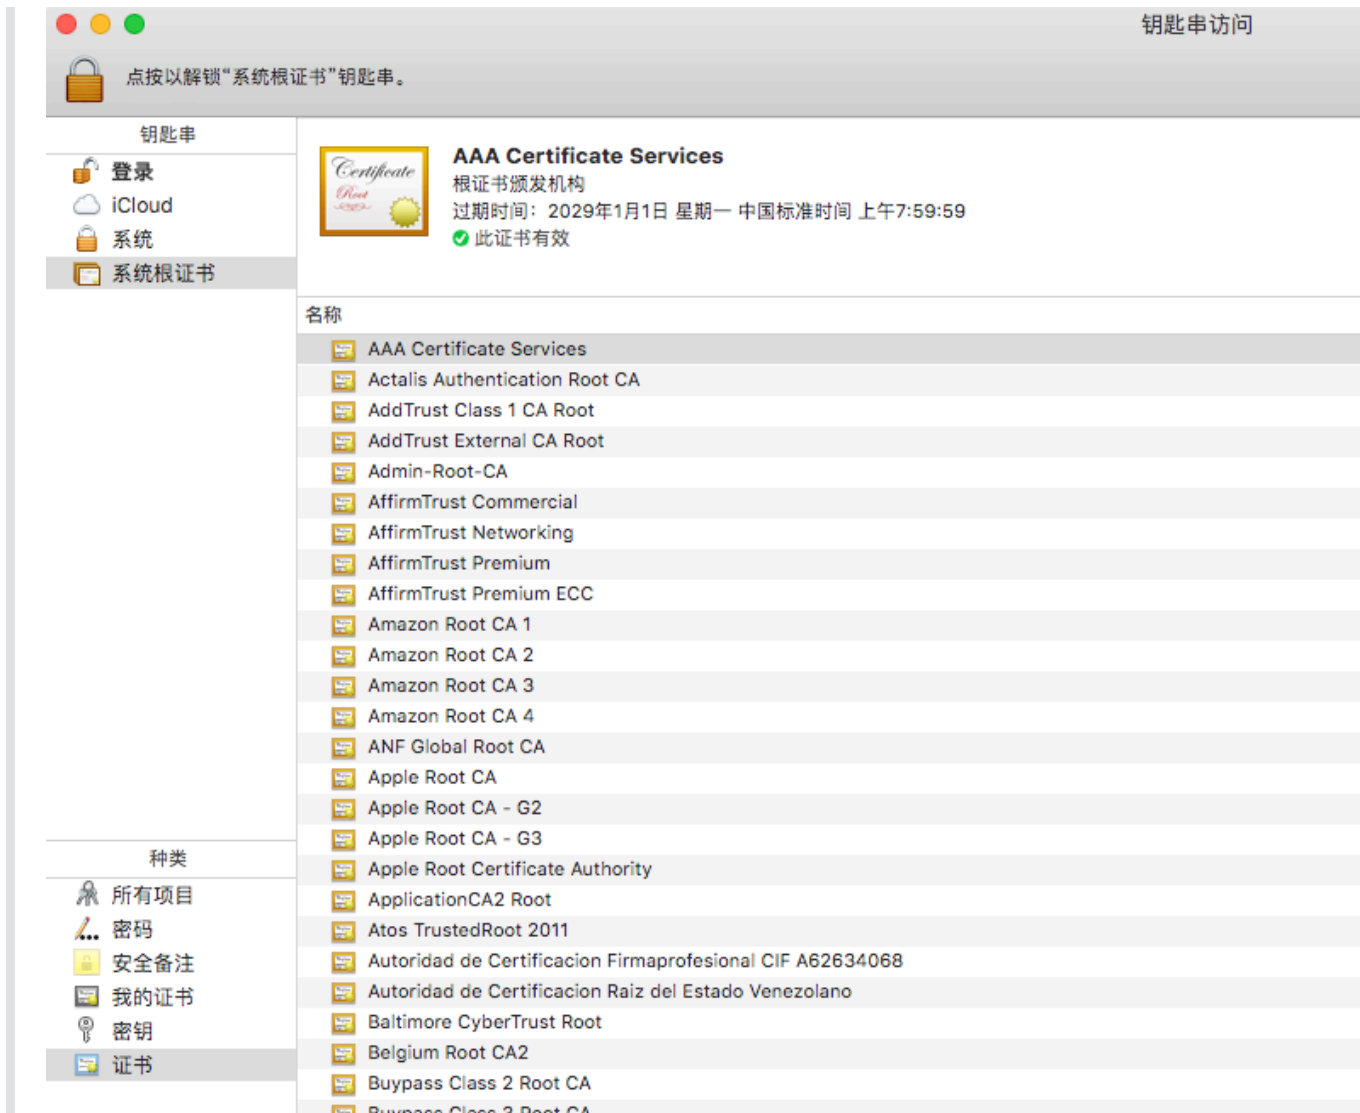 钥匙串访问
点按以解锁“系统根证书”钥匙串。
钥匙串
登录
iCloud
系统
系统根证书
Certificate
Root
AAA Certificate Services
根证书颁发机构
过期时间：2029年1月1日 星期一 中国标准时间 上午7:59:59
此证书有效
名称
AAA Certificate Services
Actalis Authentication Root CA
AddTrust Class 1 CA Root
AddTrust External CA Root
Admin-Root-CA
AffirmTrust Commercial
AffirmTrust Networking
AffirmTrust Premium
AffirmTrust Premium ECC
Amazon Root CA 1
Amazon Root CA 2
Amazon Root CA 3
Amazon Root CA 4
ANF Global Root CA
Apple Root CA
Apple Root CA - G2
Apple Root CA - G3
Apple Root Certificate Authority
ApplicationCA2 Root
Atos TrustedRoot 2011
Autoridad de Certificacion Firmaprofesional CIF A62634068
Autoridad de Certificacion Raiz del Estado Venezolano
Baltimore CyberTrust Root
Belgium Root CA2
Buypass Class 2 Root CA
Buypass Class 3 Root CA
种类
所有项目
密码
安全备注
我的证书
密钥
证书